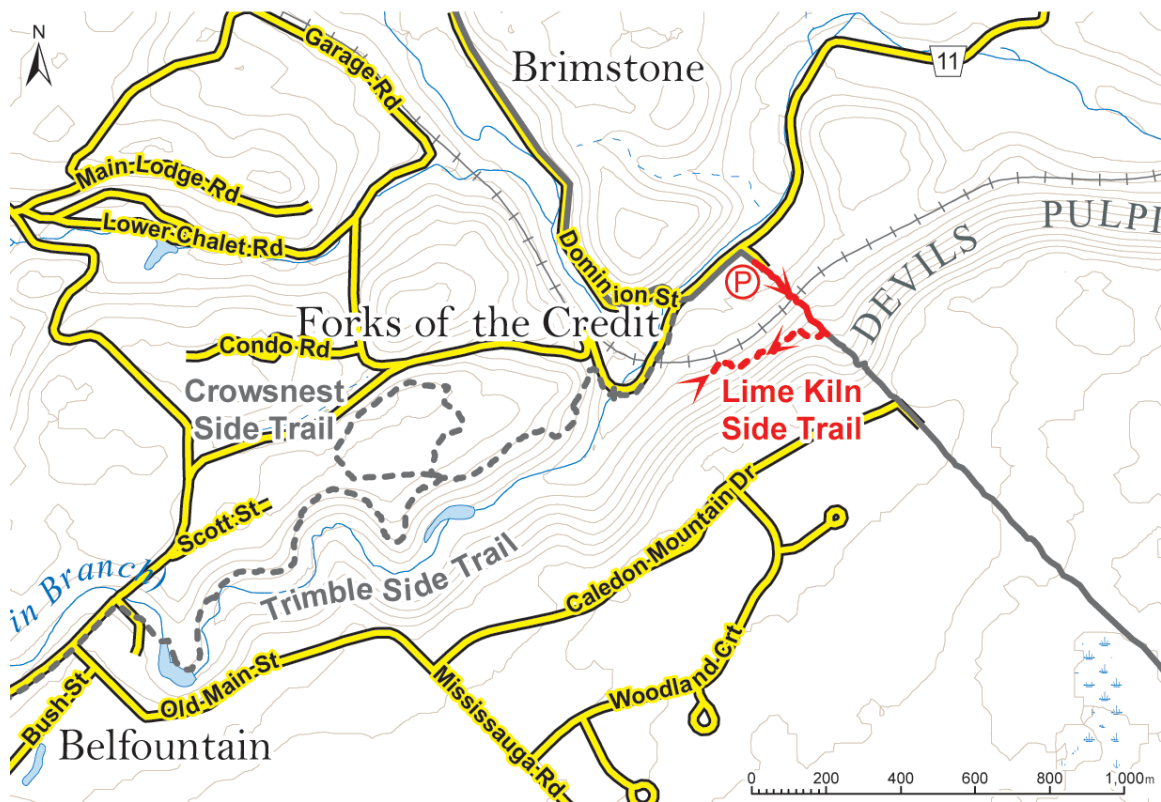 N
Garage Rd
Brimstone
11
Main Lodge Rd
Lower Chalet Rd
Dominion St
P
DEVILS
PULPI
Forks of the Credit
Condo Rd
Crowsnest
Side Trail
Lime Kiln
Side Trail
Scott St
in Branch)
Trimble Side Trail
Caledon Mountain Dr
Old Main St
Bush St
Mississauga Rd
Woodland Crt
Belfountain
0 200 400 600 800 1,000m